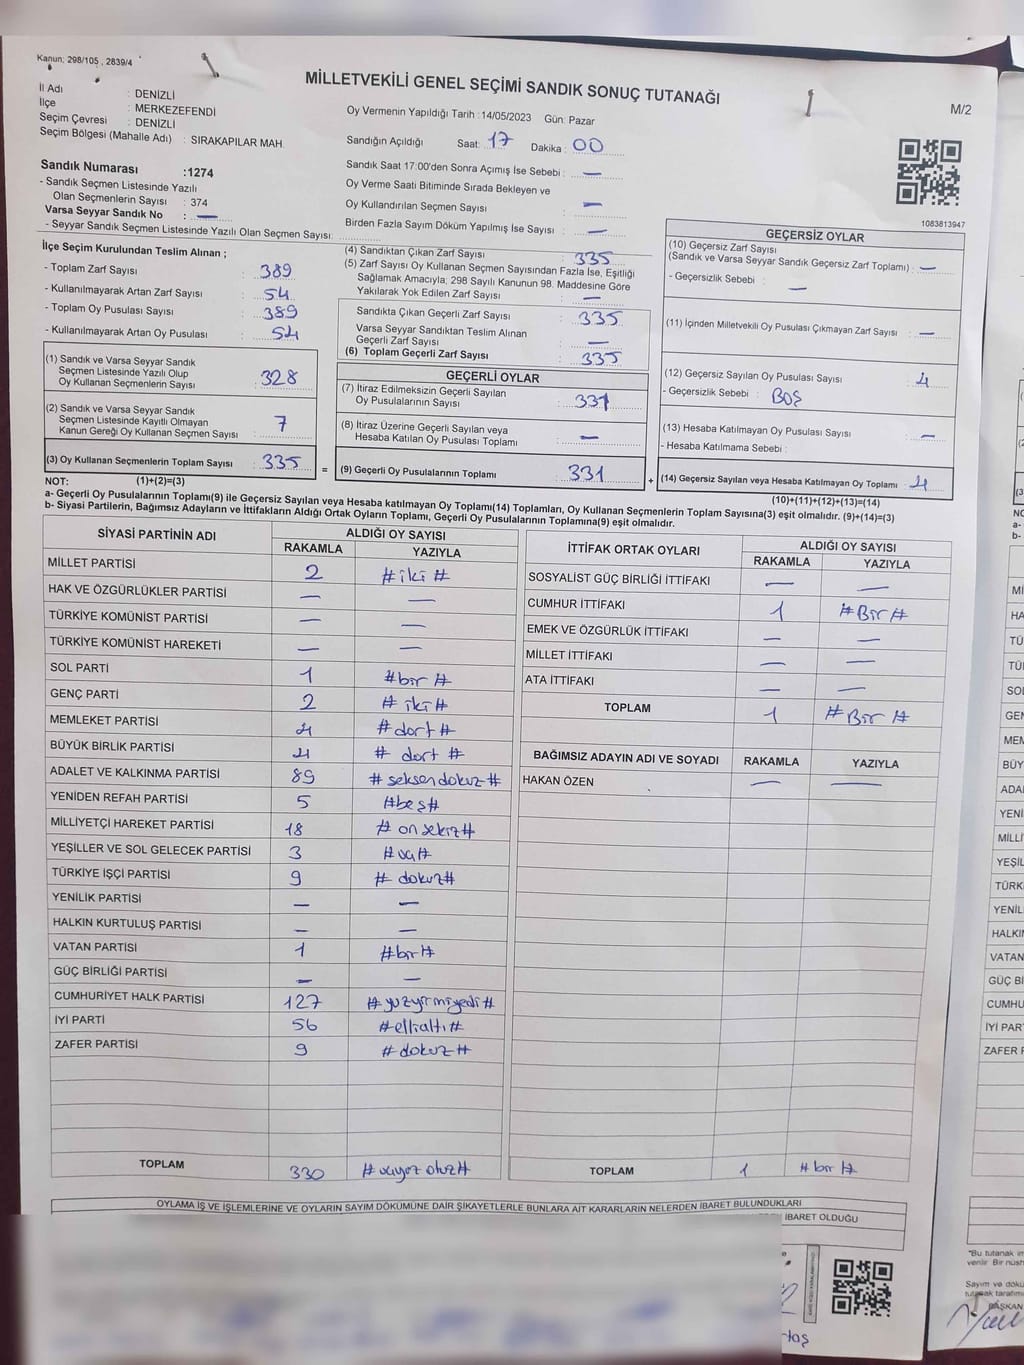 Kanun; 298/105 , 2839/4
MİLLETVEKİLİ GENEL SEÇİMİ SANDIK SONUÇ TUTANAĞI
M/2
İl Adı : DENİZLİ
İlçe : MERKEZEFENDİ
Seçim Çevresi : DENİZLİ
Seçim Bölgesi (Mahalle Adı) : SIRAKAPILAR MAH.
Oy Vermenin Yapıldığı Tarih :14/05/2023 Gün: Pazar
Sandığın Açıldığı Saat: 17 Dakika : 00
Sandık Saat 17:00'den Sonra Açımış İse Sebebi : —
Oy Verme Saati Bitiminde Sırada Bekleyen ve
Oy Kullandırılan Seçmen Sayısı : —
Birden Fazla Sayım Döküm Yapılmış İse Sayısı : —
Sandık Numarası :1274
- Sandık Seçmen Listesinde Yazılı
Olan Seçmenlerin Sayısı : 374
Varsa Seyyar Sandık No : —
- Seyyar Sandık Seçmen Listesinde Yazılı Olan Seçmen Sayısı:
1083813947
İlçe Seçim Kurulundan Teslim Alınan ;
- Toplam Zarf Sayısı : 389
- Kullanılmayarak Artan Zarf Sayısı : 54
- Toplam Oy Pusulası Sayısı : 389
- Kullanılmayarak Artan Oy Pusulası : 54
(1) Sandık ve Varsa Seyyar Sandık
Seçmen Listesinde Yazılı Olup
Oy Kullanan Seçmenlerin Sayısı : 328
(2) Sandık ve Varsa Seyyar Sandık
Seçmen Listesinde Kayıtlı Olmayan
Kanun Gereği Oy Kullanan Seçmen Sayısı : 7
(3) Oy Kullanan Seçmenlerin Toplam Sayısı : 335 =
(4) Sandıktan Çıkan Zarf Sayısı : 335
(5) Zarf Sayısı Oy Kullanan Seçmen Sayısından Fazla İse, Eşitliği
Sağlamak Amacıyla, 298 Sayılı Kanunun 98. Maddesine Göre
Yakılarak Yok Edilen Zarf Sayısı : —
Sandıkta Çıkan Geçerli Zarf Sayısı : 335
Varsa Seyyar Sandıktan Teslim Alınan
Geçerli Zarf Sayısı : —
(6) Toplam Geçerli Zarf Sayısı : 335
GEÇERLİ OYLAR
(7) İtiraz Edilmeksizin Geçerli Sayılan
Oy Pusulalarının Sayısı : 331
(8) İtiraz Üzerine Geçerli Sayılan veya
Hesaba Katılan Oy Pusulası Toplamı : —
(9) Geçerli Oy Pusulalarının Toplamı : 331 +
GEÇERSİZ OYLAR
(10) Geçersiz Zarf Sayısı
(Sandık ve Varsa Seyyar Sandık Geçersiz Zarf Toplamı) : —
- Geçersizlik Sebebi : —
(11) İçinden Milletvekili Oy Pusulası Çıkmayan Zarf Sayısı : —
(12) Geçersiz Sayılan Oy Pusulası Sayısı : 4
- Geçersizlik Sebebi : BOŞ
(13) Hesaba Katılmayan Oy Pusulası Sayısı : —
- Hesaba Katılmama Sebebi :
(14) Geçersiz Sayılan veya Hesaba Katılmayan Oy Toplamı : 4
NOT: (1)+(2)=(3)
(10)+(11)+(12)+(13)=(14)
a- Geçerli Oy Pusulalarının Toplamı(9) ile Geçersiz Sayılan veya Hesaba katılmayan Oy Toplamı(14) Toplamları, Oy Kullanan Seçmenlerin Toplam Sayısına(3) eşit olmalıdır. (9)+(14)=(3)
b- Siyasi Partilerin, Bağımsız Adayların ve İttifakların Aldığı Ortak Oyların Toplamı, Geçerli Oy Pusulalarının Toplamına(9) eşit olmalıdır.
SİYASİ PARTİNİN ADI ALDIĞI OY SAYISI
RAKAMLA YAZIYLA
MİLLET PARTİSİ 2 #iki#
HAK VE ÖZGÜRLÜKLER PARTİSİ — —
TÜRKİYE KOMÜNİST PARTİSİ — —
TÜRKİYE KOMÜNİST HAREKETİ — —
SOL PARTİ 1 #bir#
GENÇ PARTİ 2 # iki#
MEMLEKET PARTİSİ 4 #dort#
BÜYÜK BİRLİK PARTİSİ 4 # dort #
ADALET VE KALKINMA PARTİSİ 89 #seksendokuz#
YENİDEN REFAH PARTİSİ 5 #beş#
MİLLİYETÇİ HAREKET PARTİSİ 18 # onsekiz#
YEŞİLLER VE SOL GELECEK PARTİSİ 3 #üç#
TÜRKİYE İŞÇİ PARTİSİ 9 # dokuz#
YENİLİK PARTİSİ — —
HALKIN KURTULUŞ PARTİSİ — —
VATAN PARTİSİ 1 #bir#
GÜÇ BİRLİĞİ PARTİSİ — —
CUMHURİYET HALK PARTİSİ 127 #yuzyirmiyedi#
İYİ PARTİ 56 #ellialtı#
ZAFER PARTİSİ 9 #dokuz#
TOPLAM 330 #uçyüz otuz#
İTTİFAK ORTAK OYLARI ALDIĞI OY SAYISI
RAKAMLA YAZIYLA
SOSYALİST GÜÇ BİRLİĞİ İTTİFAKI — —
CUMHUR İTTİFAKI 1 #Bir#
EMEK VE ÖZGÜRLÜK İTTİFAKI — —
MİLLET İTTİFAKI — —
ATA İTTİFAKI — —
TOPLAM 1 #Bir #
BAĞIMSIZ ADAYIN ADI VE SOYADI RAKAMLA YAZIYLA
HAKAN ÖZEN — —
TOPLAM 1 #bir#
OYLAMA İŞ VE İŞLEMLERİNE VE OYLARIN SAYIM DÖKÜMÜNE DAİR ŞİKAYETLERLE BUNLARA AİT KARARLARIN NELERDEN İBARET BULUNDUKLARI
İBARET OLDUĞU